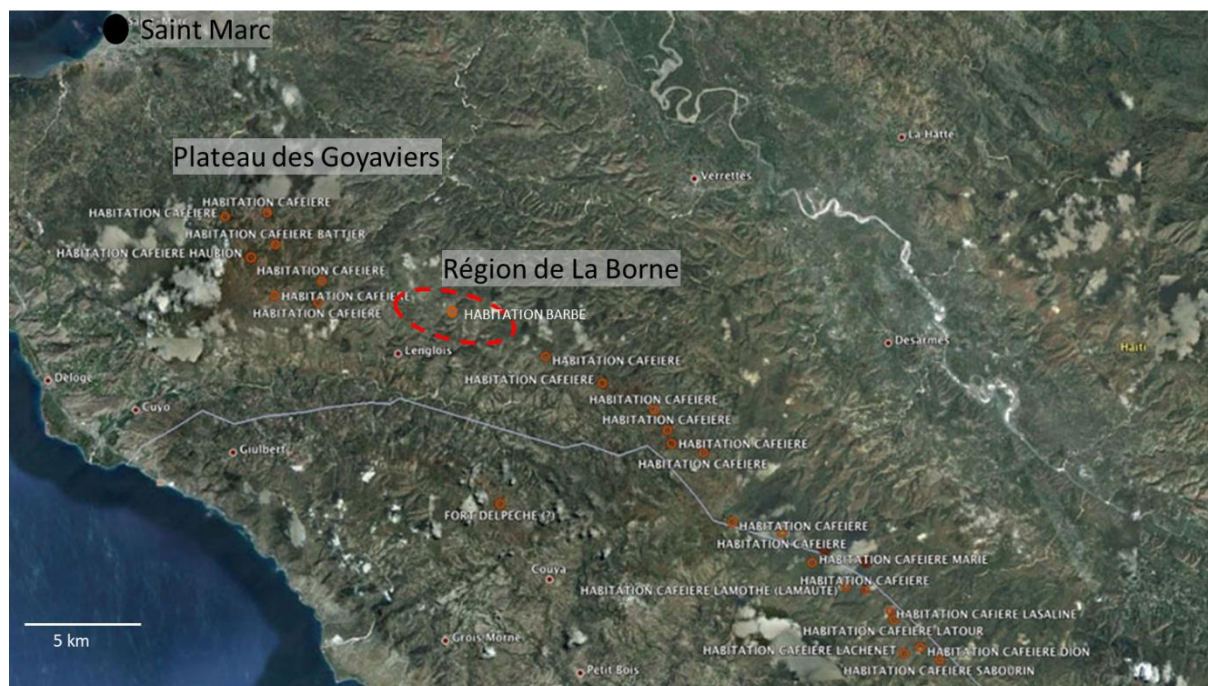 Saint Marc
La Hatte
Plateau des Goyaviers
Verrettes
HABITATION CAFEIERE
HABITATION CAFEIERE
HABITATION CAFEIERE BATTIER
HABITATION CAFEIERE HAUBION
Région de La Borne
HABITATION CAFEIERE
HABITATION CAFEIERE
HABITATION CAFEIERE
HABITATION BARBE
Desarmes
Haiti
Lenglois
HABITATION CAFEIERE
Deloge
HABITATION CAFEIERE
HABITATION CAFEIERE
Cuyo
HABITATION CAFEIERE
HABITATION CAFEIERE
Giulbert
HABITATION CAFEIERE
FORT DELPECHE (?)
HABITATION CAFEIERE
HABITATION CAFEIERE
HABITATION CAFEIERE MARIE
Couya
HABITATION CAFEIERE
HABITATION CAFEIERE LAMOTHE (LAMAUTE)
HABITATION CAFIERE LASALINE
HABITATION CAFEIERE LATOUR
5 km
Grois Morne
HABITATION CAFEIERE LACHENET
HABITATION CAFEIERE DION
Petit Bois
HABITATION CAFEIERE SABOURIN